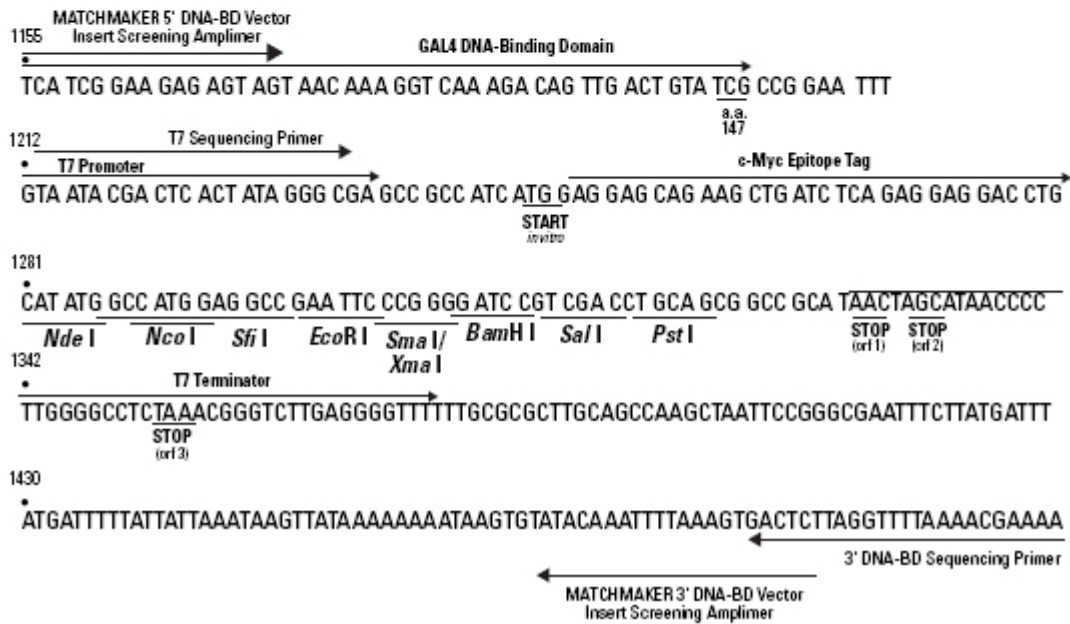 MATCHMAKER 5' DNA-BD Vector
Insert Screening Amplimer
1155
GAL4 DNA-Binding Domain
TCA TCG GAA GAG AGT AGT AAC AAA GGT CAA AGA CAG TTG ACT GTA TCG CCG GAA TTT
a.a.
147
1212
T7 Sequencing Primer
T7 Promoter
c-Myc Epitope Tag
GTA ATA CGA CTC ACT ATA GGG CGA GCC GCC ATC ATG GAG GAG CAG AAG CTG ATC TCA GAG GAG GAC CTG
START
in vitro
1281
CAT ATG GCC ATG GAG GCC GAA TTC CCG GGG ATC CGT CGA CCT GCA GCG GCC GCA TAACTAGCATAACCCC
Nde I
Nco I
Sfi I
EcoR I
Sma I/
Xma I
BamH I
Sal I
Pst I
STOP
(orf 1)
STOP
(orf 2)
1342
T7 Terminator
TTGGGGCCTCTAAACGGGTCTTGAGGGGTTTTTTGCGCGCTTGCAGCCAAGCTAATTCCGGGCGAATTTCTTATGATTT
STOP
(orf 3)
1430
ATGATTTTTATTATTAAATAAGTTATAAAAAAAATAAGTGTATACAAATTTTAAAGTGACTCTTAGGTTTTAAAACGAAAA
3' DNA-BD Sequencing Primer
MATCHMAKER 3' DNA-BD Vector
Insert Screening Amplimer